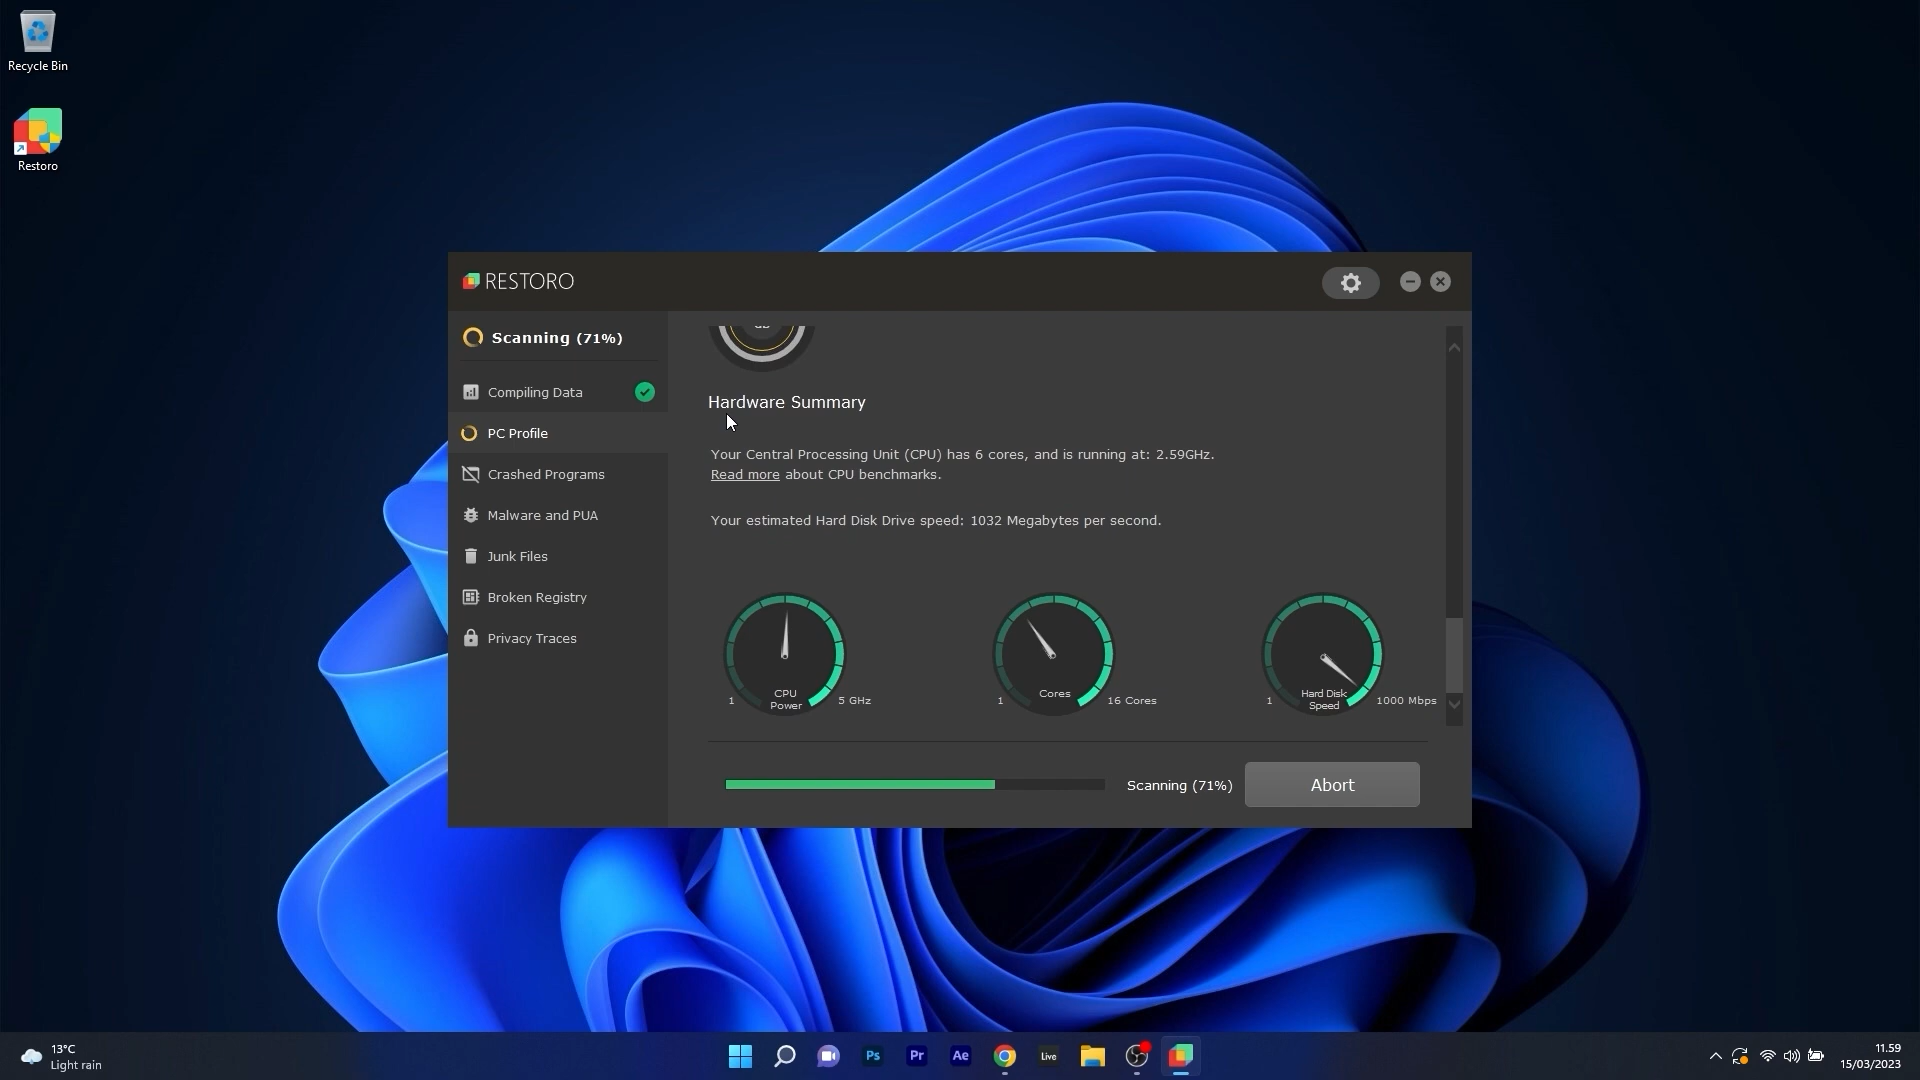 Recycle Bin
Restoro
RESTORO
Scanning (71%)
Compiling Data
PC Profile
Crashed Programs
Malware and PUA
Junk Files
Broken Registry
Privacy Traces
Hardware Summary
Your Central Processing Unit (CPU) has 6 cores, and is running at: 2.59GHz.
Read more about CPU benchmarks.
Your estimated Hard Disk Drive speed: 1032 Megabytes per second.
CPU
Power
1
5 GHz
Cores
1
16 Cores
Hard Disk
Speed
1
1000 Mbps
Scanning (71%)
Abort
13°C
Light rain
Ps
Pr
Ae
Live
11.59
15/03/2023